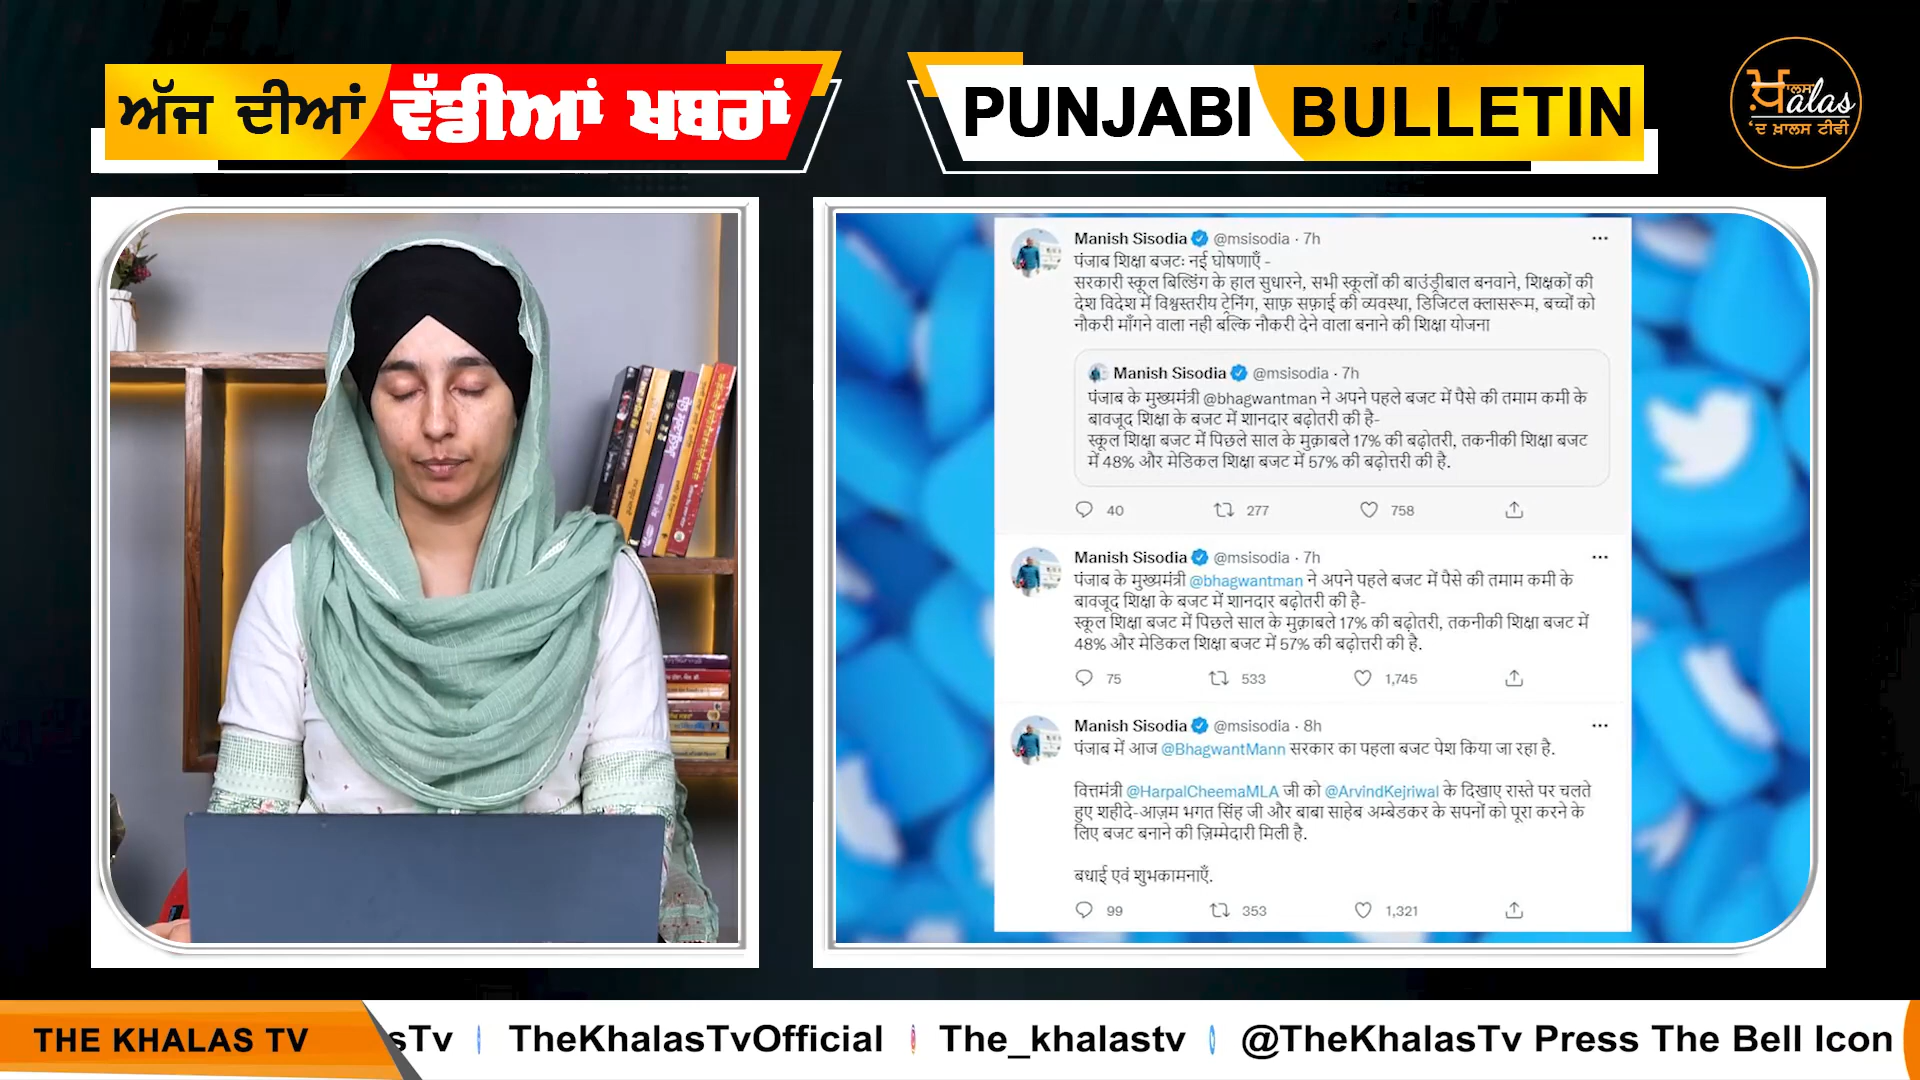 ਅੱਜ ਦੀਆਂ ਵੱਡੀਆਂ ਖਬਰਾਂ
PUNJABI BULLETIN
ਖ਼ਾਲਸ
alas
'ਦ ਖ਼ਾਲਸ ਟੀਵੀ
Manish Sisodia @msisodia · 7h
पंजाब शिक्षा बजट: नई घोषणाएँ -
सरकारी स्कूल बिल्डिंग के हाल सुधारने, सभी स्कूलों की बाउंड्रीबाल बनवाने, शिक्षकों की
देश विदेश में विश्वस्तरीय ट्रेनिंग, साफ़ सफ़ाई की व्यवस्था, डिजिटल क्लासरूम, बच्चों को
नौकरी माँगने वाला नही बल्कि नौकरी देने वाला बनाने की शिक्षा योजना
Manish Sisodia @msisodia · 7h
पंजाब के मुख्यमंत्री @bhagwantman ने अपने पहले बजट में पैसे की तमाम कमी के
बावजूद शिक्षा के बजट में शानदार बढ़ोतरी की है-
स्कूल शिक्षा बजट में पिछले साल के मुक़ाबले 17% की बढ़ोतरी, तकनीकी शिक्षा बजट
में 48% और मेडिकल शिक्षा बजट में 57% की बढ़ोत्तरी की है.
40 277 758
Manish Sisodia @msisodia · 7h
पंजाब के मुख्यमंत्री @bhagwantman ने अपने पहले बजट में पैसे की तमाम कमी के
बावजूद शिक्षा के बजट में शानदार बढ़ोतरी की है-
स्कूल शिक्षा बजट में पिछले साल के मुक़ाबले 17% की बढ़ोतरी, तकनीकी शिक्षा बजट में
48% और मेडिकल शिक्षा बजट में 57% की बढ़ोत्तरी की है.
75 533 1,745
Manish Sisodia @msisodia · 8h
पंजाब में आज @BhagwantMann सरकार का पहला बजट पेश किया जा रहा है.
वित्तमंत्री @HarpalCheemaMLA जी को @ArvindKejriwal के दिखाए रास्ते पर चलते
हुए शहीदे-आज़म भगत सिंह जी और बाबा साहेब अम्बेडकर के सपनों को पूरा करने के
लिए बजट बनाने की ज़िम्मेदारी मिली है.
बधाई एवं शुभकामनाएँ.
99 353 1,321
THE KHALAS TV
sTv TheKhalasTvOfficial The_khalastv @TheKhalasTv Press The Bell Icon